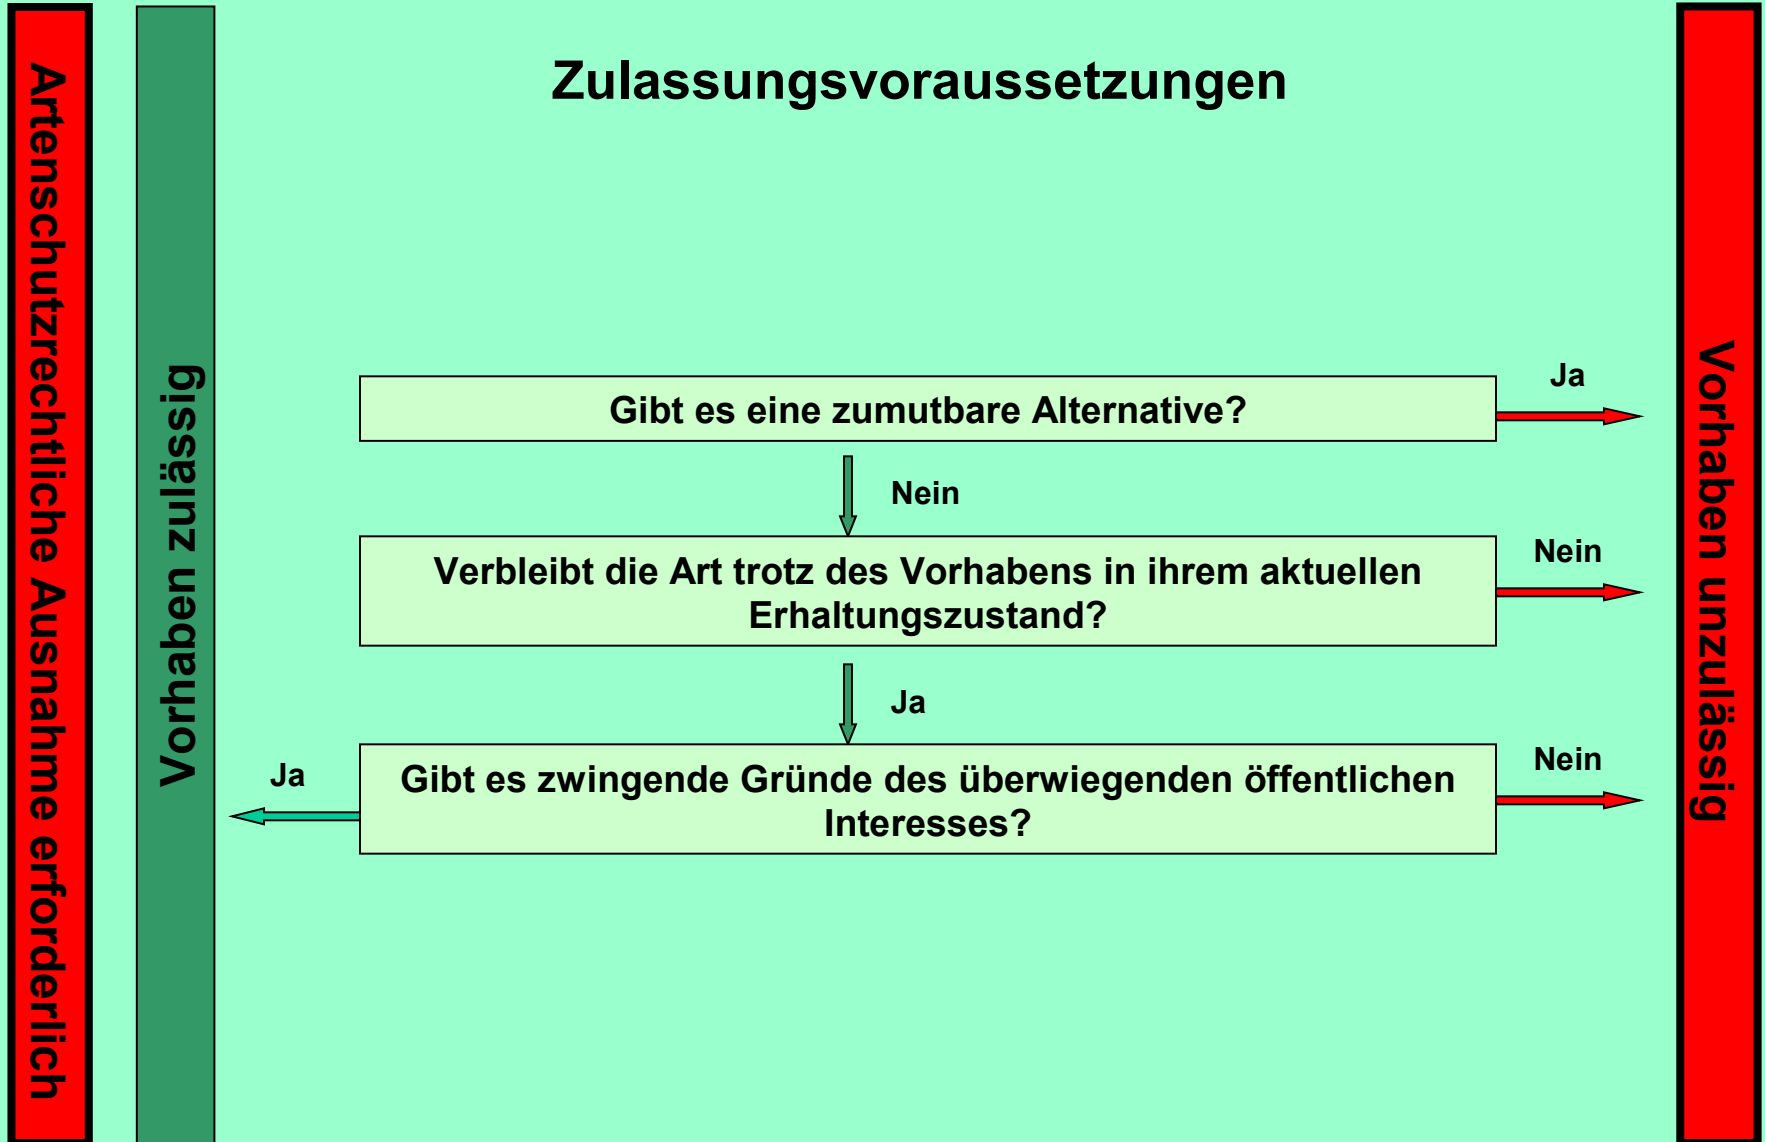 Zulassungsvoraussetzungen
Artenschutzrechtliche Ausnahme erforderlich
Vorhaben zulässig
Gibt es eine zumutbare Alternative?
Ja
Nein
Verbleibt die Art trotz des Vorhabens in ihrem aktuellen
Erhaltungszustand?
Nein
Ja
Gibt es zwingende Gründe des überwiegenden öffentlichen
Interesses?
Nein
Ja
Vorhaben unzulässig